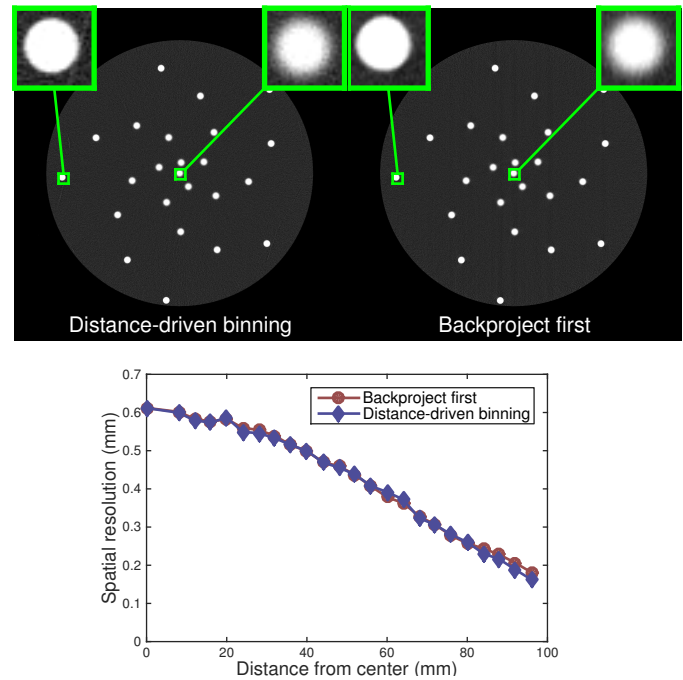 Distance-driven binning
Backproject first
0.7
0.6
0.5
0.4
0.3
0.2
0.1
0
Spatial resolution (mm)
Backproject first
Distance-driven binning
0 20 40 60 80 100
Distance from center (mm)